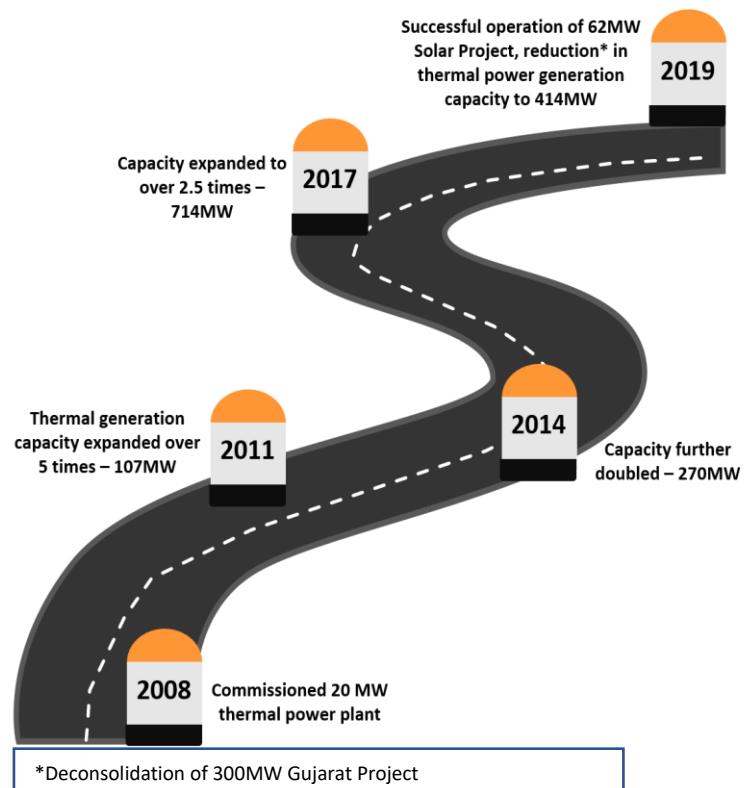 Successful operation of 62MW
Solar Project, reduction* in
thermal power generation
capacity to 414MW
2019
Capacity expanded to
over 2.5 times –
714MW
2017
Thermal generation
capacity expanded over
5 times – 107MW
2011
2014
Capacity further
doubled – 270MW
2008
Commissioned 20 MW
thermal power plant
*Deconsolidation of 300MW Gujarat Project